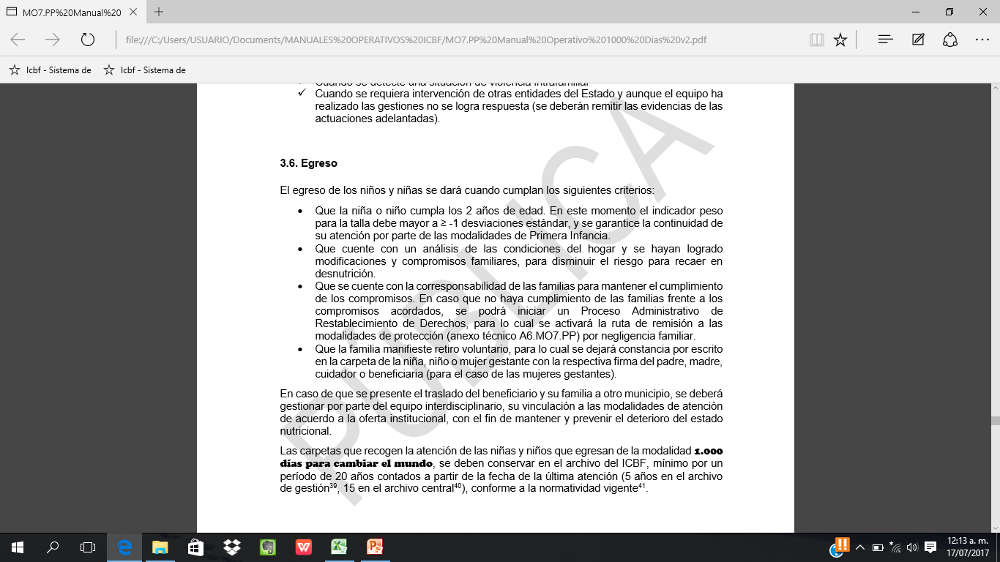 MO7.PP%20Manual%20
file:///C:/Users/USUARIO/Documents/MANUALES%20OPERATIVOS%20ICBF/MO7.PP%20Manual%20Operativo%201000%20Dias%20v2.pdf
Icbf - Sistema de
Icbf - Sistema de
Cuando se detecte una situación de violencia intrafamiliar
✓ Cuando se requiera intervención de otras entidades del Estado y aunque el equipo ha
realizado las gestiones no se logra respuesta (se deberán remitir las evidencias de las
actuaciones adelantadas).
3.6. Egreso
El egreso de los niños y niñas se dará cuando cumplan los siguientes criterios:
• Que la niña o niño cumpla los 2 años de edad. En este momento el indicador peso
para la talla debe mayor a ≥ -1 desviaciones estándar, y se garantice la continuidad de
su atención por parte de las modalidades de Primera Infancia.
• Que cuente con un análisis de las condiciones del hogar y se hayan logrado
modificaciones y compromisos familiares, para disminuir el riesgo para recaer en
desnutrición.
• Que se cuente con la corresponsabilidad de las familias para mantener el cumplimiento
de los compromisos. En caso que no haya cumplimiento de las familias frente a los
compromisos acordados, se podrá iniciar un Proceso Administrativo de
Restablecimiento de Derechos, para lo cual se activará la ruta de remisión a las
modalidades de protección (anexo técnico A6.MO7.PP) por negligencia familiar.
• Que la familia manifieste retiro voluntario, para lo cual se dejará constancia por escrito
en la carpeta de la niña, niño o mujer gestante con la respectiva firma del padre, madre,
cuidador o beneficiaria (para el caso de las mujeres gestantes).
En caso de que se presente el traslado del beneficiario y su familia a otro municipio, se deberá
gestionar por parte del equipo interdisciplinario, su vinculación a las modalidades de atención
de acuerdo a la oferta institucional, con el fin de mantener y prevenir el deterioro del estado
nutricional.
Las carpetas que recogen la atención de las niñas y niños que egresan de la modalidad 1.000
días para cambiar el mundo, se deben conservar en el archivo del ICBF, mínimo por un
período de 20 años contados a partir de la fecha de la última atención (5 años en el archivo
de gestión39, 15 en el archivo central40), conforme a la normatividad vigente41.
PÚBLICA
12:13 a. m.
17/07/2017